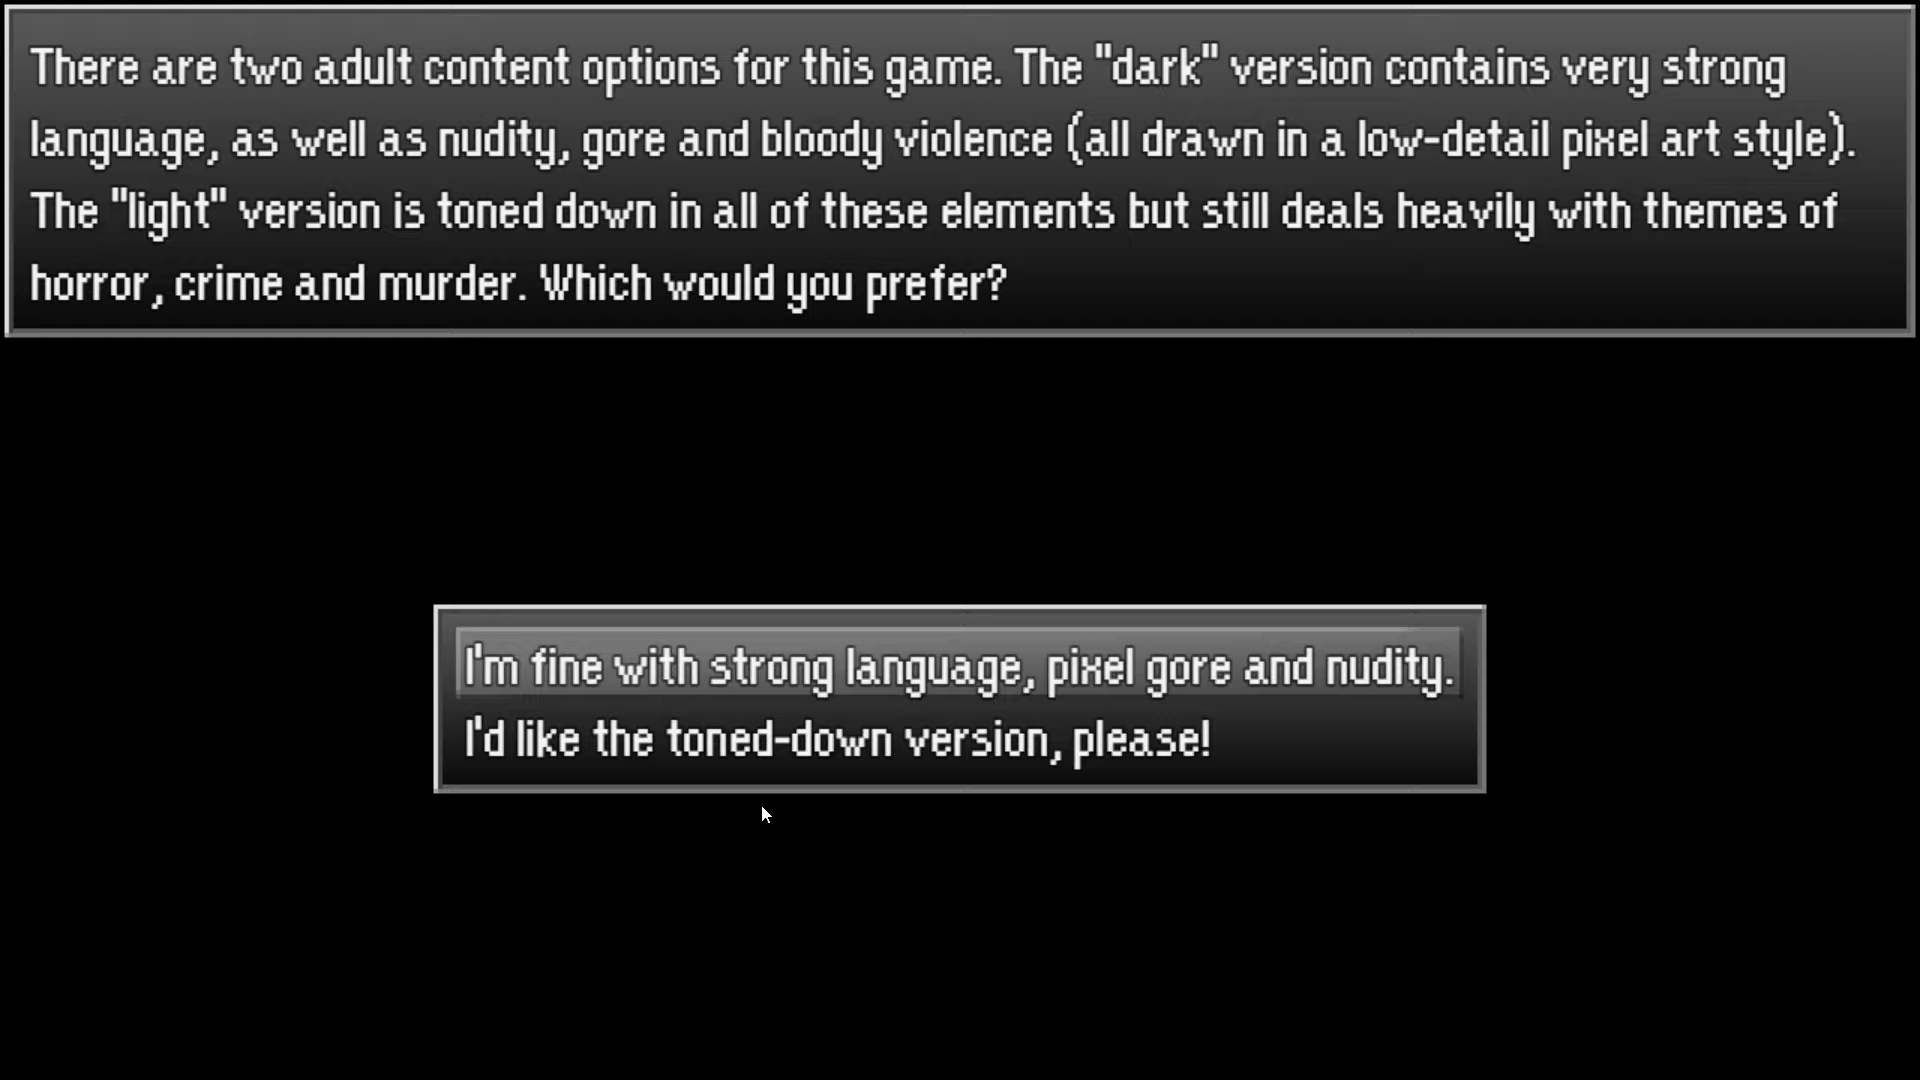 There are two adult content options for this game. The "dark" version contains very strong
language, as well as nudity, gore and bloody violence (all drawn in a low-detail pixel art style).
The "light" version is toned down in all of these elements but still deals heavily with themes of
horror, crime and murder. Which would you prefer?
I'm fine with strong language, pixel gore and nudity.
I'd like the toned-down version, please!